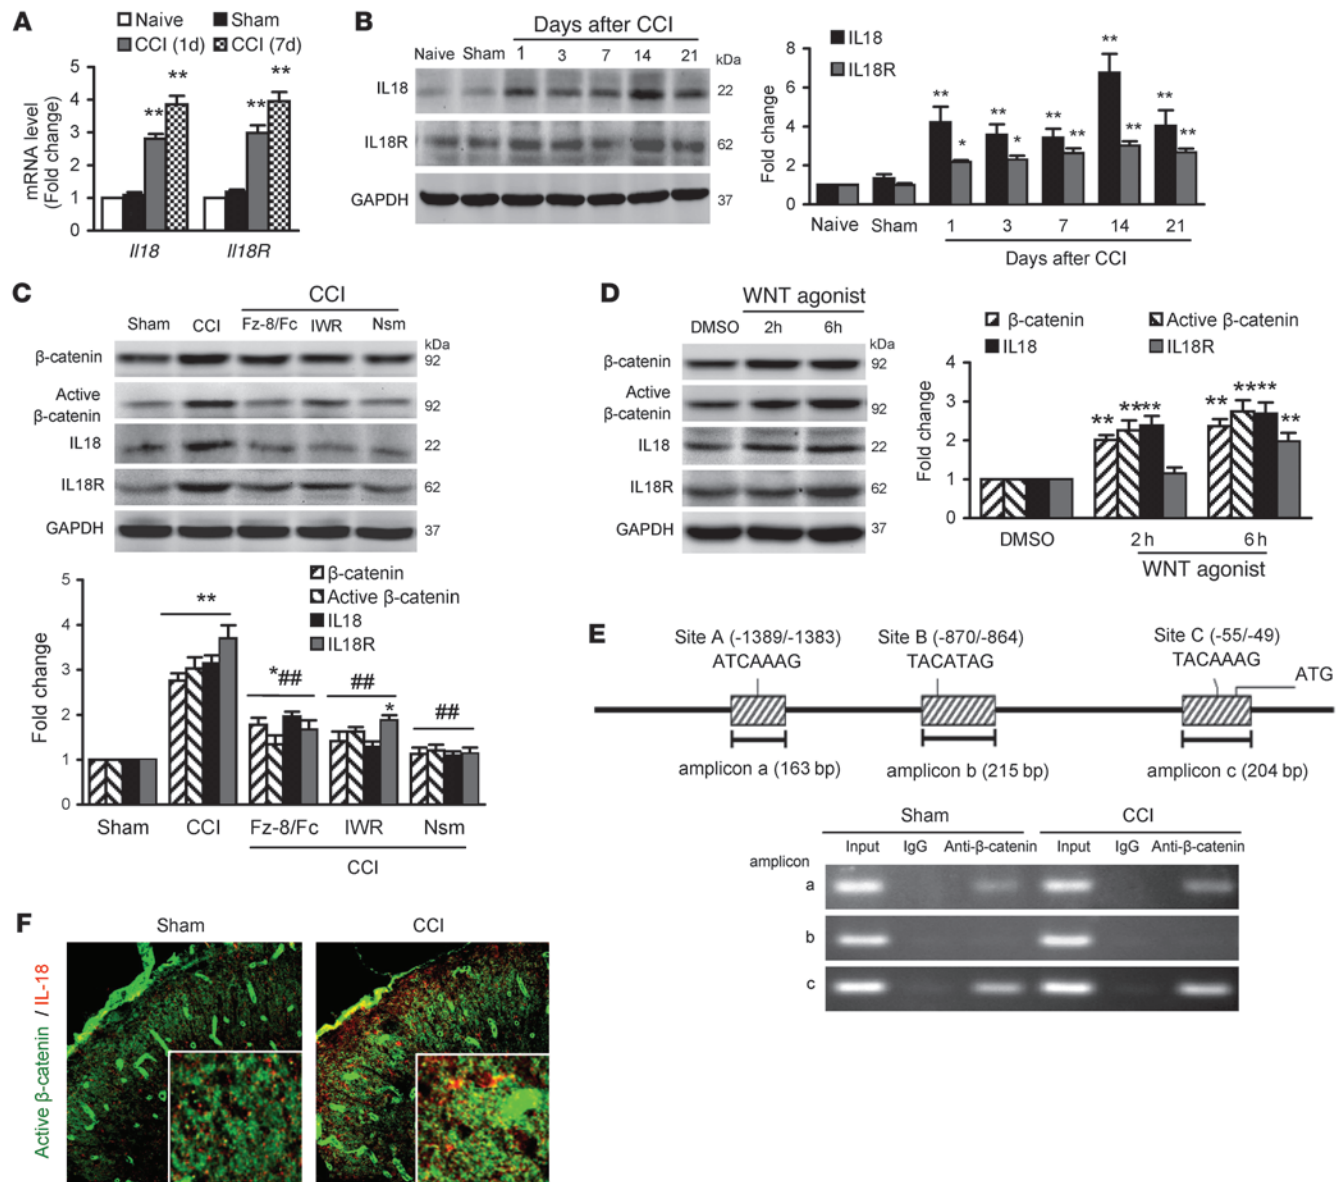 A
Naive
Sham
CCI (1d)
CCI (7d)
mRNA level
(Fold change)
5
4
3
2
1
0
**
**
**
**
Il18
Il18R
B
Days after CCI
Naive Sham 1 3 7 14 21
kDa
IL18
22
IL18R
62
GAPDH
37
IL18
IL18R
Fold change
8
6
4
2
0
**
*
**
*
**
**
**
**
**
**
Naive
Sham
1
3
7
14
21
Days after CCI
C
CCI
Sham CCI Fz-8/Fc IWR Nsm
kDa
β-catenin
92
Active
β-catenin
92
IL18
22
IL18R
62
GAPDH
37
β-catenin
Active β-catenin
IL18
IL18R
Fold change
5
4
3
2
1
0
**
*##
##
*
##
Sham
CCI
Fz-8/Fc
IWR
Nsm
CCI
D
WNT agonist
DMSO 2h 6h
kDa
β-catenin
92
Active
β-catenin
92
IL18
22
IL18R
62
GAPDH
37
β-catenin
Active β-catenin
IL18
IL18R
Fold change
4
3
2
1
0
**
****
**
****
**
DMSO
2 h
6 h
WNT agonist
E
Site A (-1389/-1383)
ATCAAAG
Site B (-870/-864)
TACATAG
Site C (-55/-49)
TACAAAG
ATG
amplicon a (163 bp)
amplicon b (215 bp)
amplicon c (204 bp)
Sham
CCI
Input IgG Anti-β-catenin Input IgG Anti-β-catenin
amplicon
a
b
c
F
Sham
CCI
Active β-catenin / IL-18